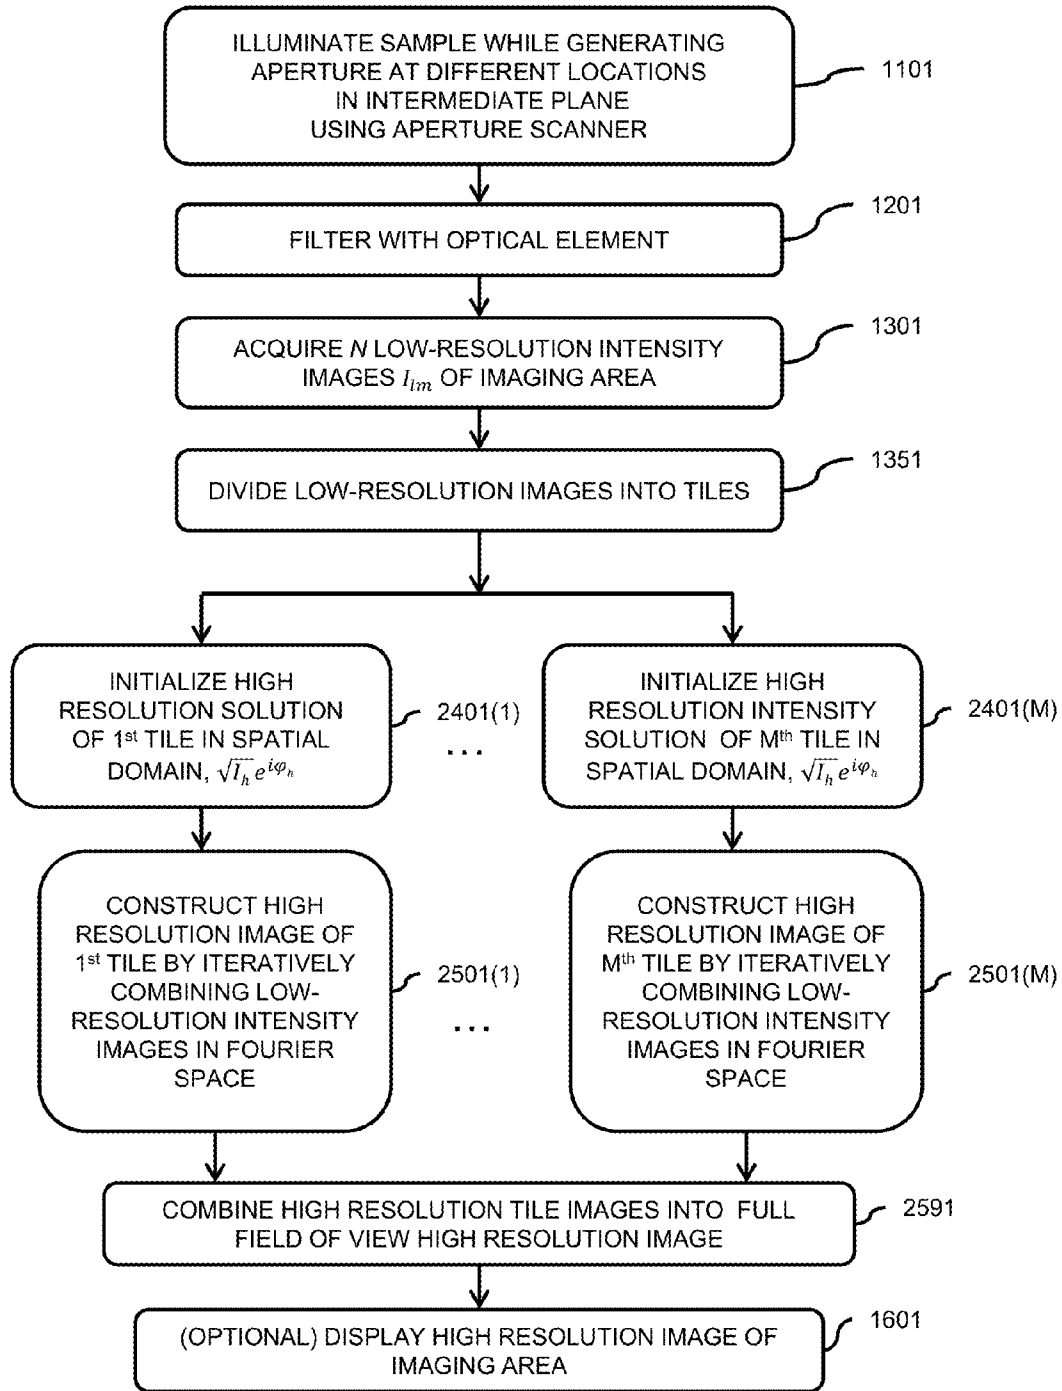 ILLUMINATE SAMPLE WHILE GENERATING
APERTURE AT DIFFERENT LOCATIONS
IN INTERMEDIATE PLANE
USING APERTURE SCANNER
1101
FILTER WITH OPTICAL ELEMENT
1201
ACQUIRE N LOW-RESOLUTION INTENSITY
IMAGES I_{lm} OF IMAGING AREA
1301
DIVIDE LOW-RESOLUTION IMAGES INTO TILES
1351
INITIALIZE HIGH
RESOLUTION SOLUTION
OF 1st TILE IN SPATIAL
DOMAIN, √I_h e^{iφ_h}
2401(1)
...
INITIALIZE HIGH
RESOLUTION INTENSITY
SOLUTION OF Mth TILE IN
SPATIAL DOMAIN, √I_h e^{iφ_h}
2401(M)
CONSTRUCT HIGH
RESOLUTION IMAGE OF
1st TILE BY ITERATIVELY
COMBINING LOW-
RESOLUTION INTENSITY
IMAGES IN FOURIER
SPACE
2501(1)
...
CONSTRUCT HIGH
RESOLUTION IMAGE OF
Mth TILE BY ITERATIVELY
COMBINING LOW-
RESOLUTION INTENSITY
IMAGES IN FOURIER
SPACE
2501(M)
COMBINE HIGH RESOLUTION TILE IMAGES INTO FULL
FIELD OF VIEW HIGH RESOLUTION IMAGE
2591
(OPTIONAL) DISPLAY HIGH RESOLUTION IMAGE OF
IMAGING AREA
1601